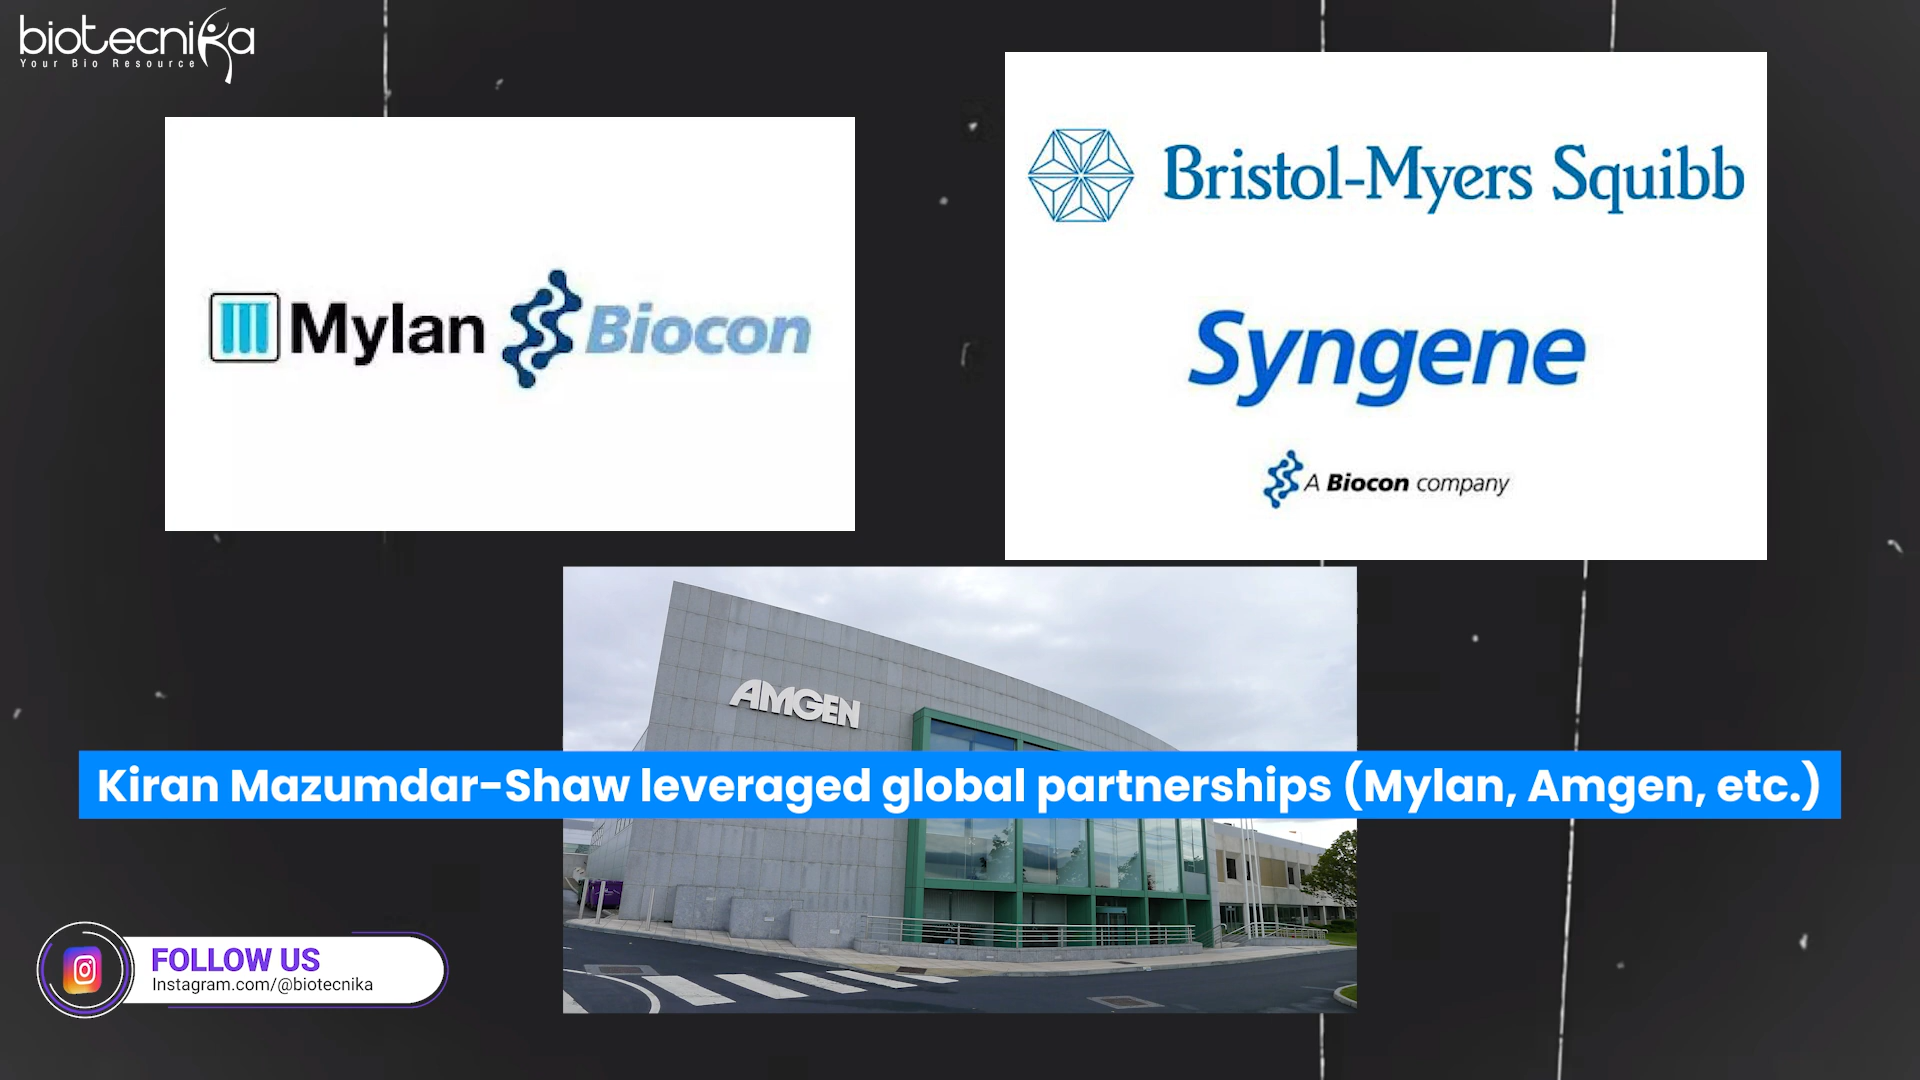 biotecnika
Your Bio Resource
Mylan Biocon
Bristol-Myers Squibb
Syngene
A Biocon company
AMGEN
Kiran Mazumdar-Shaw leveraged global partnerships (Mylan, Amgen, etc.)
FOLLOW US
Instagram.com/@biotecnika